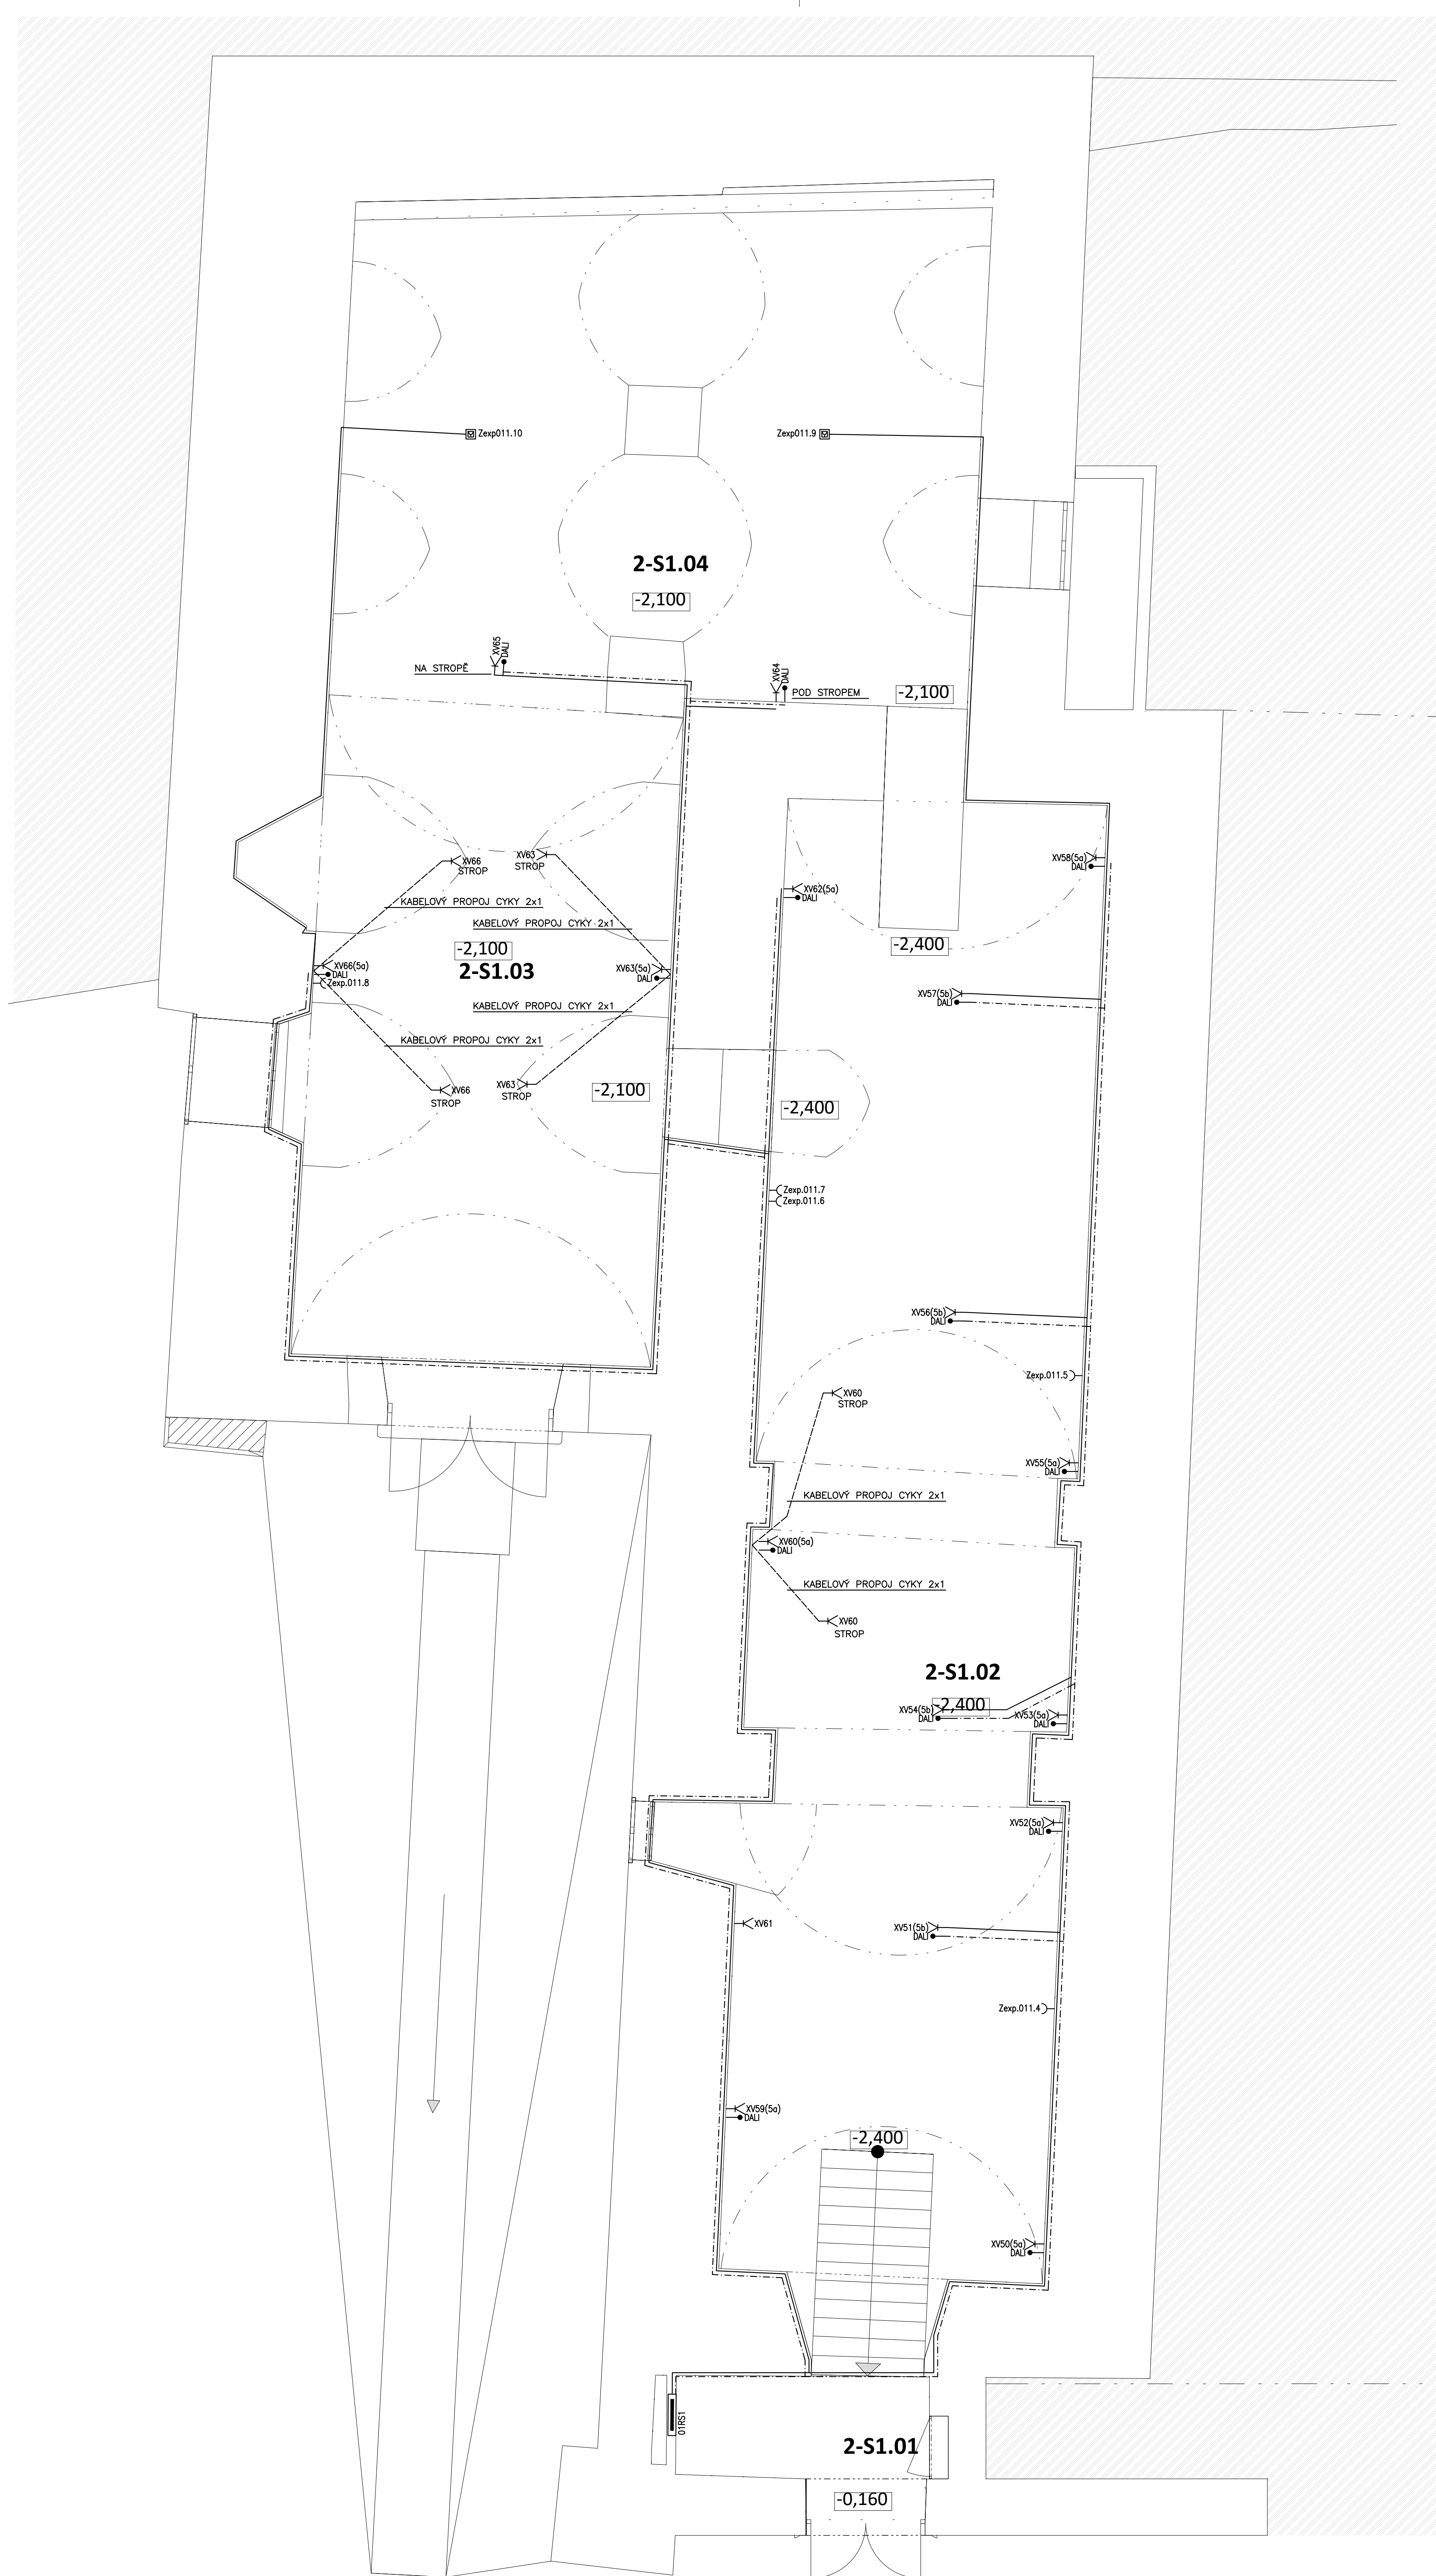 Zexp011.10
Zexp011.9
2-S1.04
-2,100
XV65
DALI
NA STROPĚ
XV64
DALI
POD STROPEM
-2,100
XV66
STROP
XV63
STROP
XV58(5a)
DALI
XV62(5a)
DALI
KABELOVÝ PROPOJ CYKY 2x1
KABELOVÝ PROPOJ CYKY 2x1
-2,100
-2,400
2-S1.03
XV66(5a)
DALI
Zexp.011.8
XV63(5a)
DALI
XV57(5b)
DALI
KABELOVÝ PROPOJ CYKY 2x1
KABELOVÝ PROPOJ CYKY 2x1
XV66
STROP
XV63
STROP
-2,100
-2,400
Zexp.011.7
Zexp.011.6
XV56(5b)
DALI
Zexp.011.5
XV60
STROP
XV55(5a)
DALI
KABELOVÝ PROPOJ CYKY 2x1
XV60(5a)
DALI
KABELOVÝ PROPOJ CYKY 2x1
XV60
STROP
2-S1.02
-2,400
XV54(5b)
DALI
XV53(5a)
DALI
XV52(5a)
DALI
XV61
XV51(5b)
DALI
Zexp.011.4
XV59(5a)
DALI
-2,400
XV50(5a)
DALI
01RS1
2-S1.01
-0,160